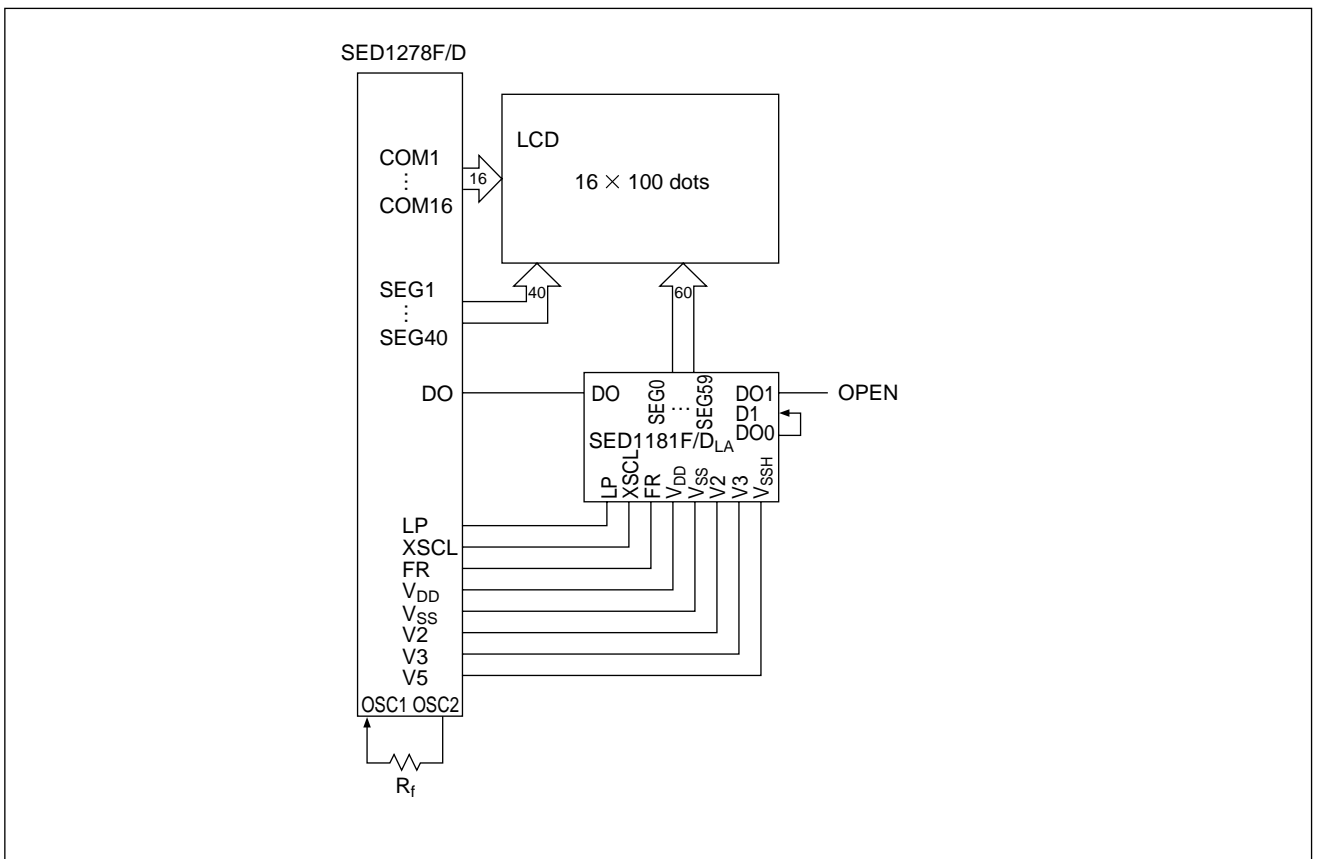 SED1278F/D
COM1
⋮
COM16
16
LCD
16 × 100 dots
SEG1
⋮
SEG40
40
60
DO
DO
SEG0
⋯
SEG59
DO1
OPEN
D1
DO0
SED1181F/DLA
LP
XSCL
FR
VDD
VSS
V2
V3
VSSH
LP
XSCL
FR
VDD
VSS
V2
V3
V5
OSC1 OSC2
Rf